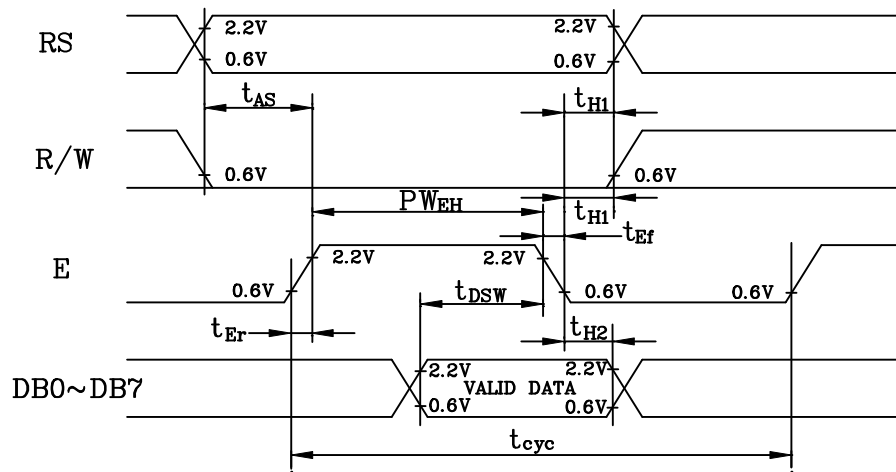 RS
2.2V
2.2V
0.6V
0.6V
tAS
tH1
R/W
0.6V
0.6V
PWEH
tH1
tEf
E
2.2V
2.2V
0.6V
0.6V
0.6V
tDSW
tEr
tH2
DB0~DB7
2.2V
VALID DATA
2.2V
0.6V
0.6V
tcyc